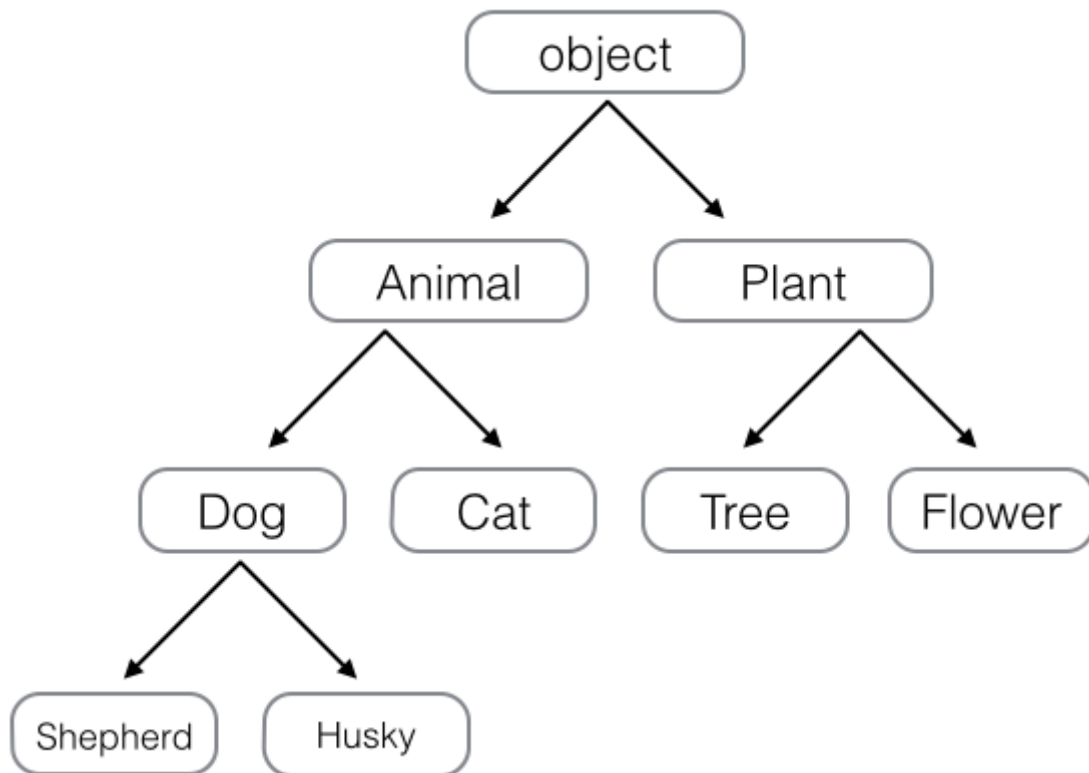 object
Animal
Plant
Dog
Cat
Tree
Flower
Shepherd
Husky